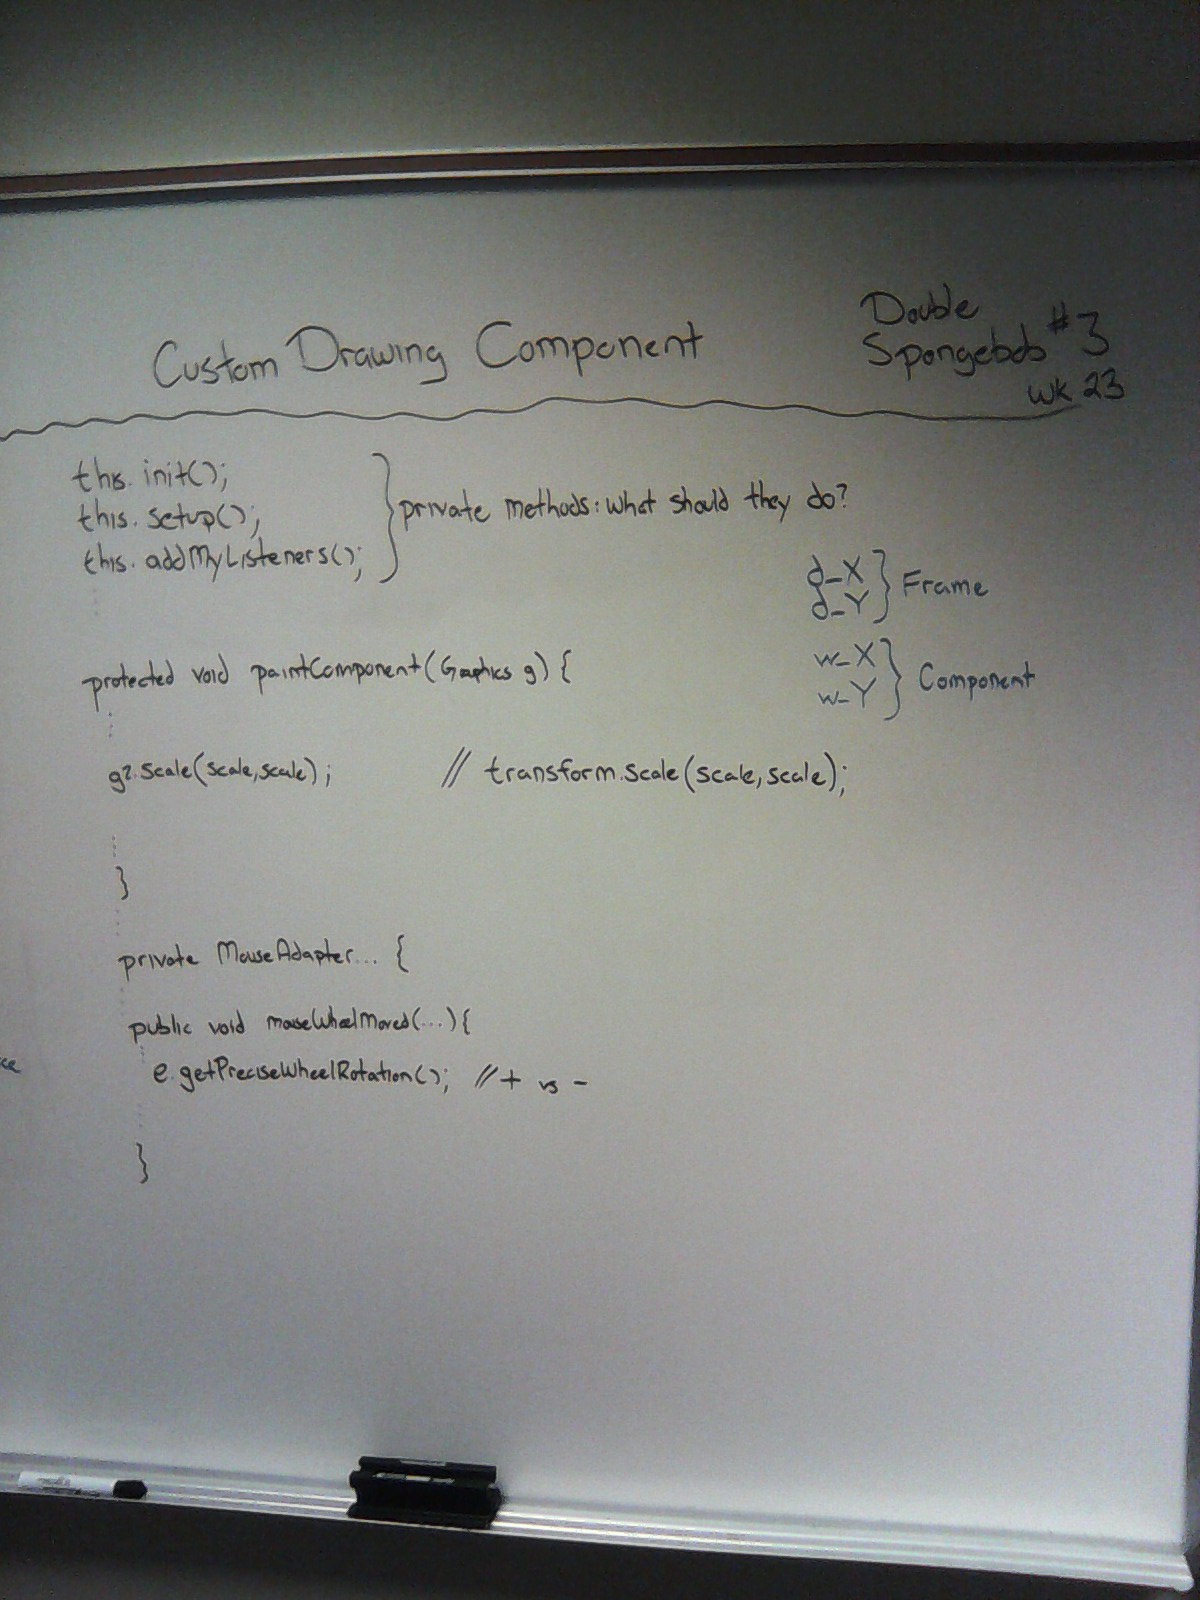 Custom Drawing Component
Double
Spongebob #3
wk 23
this.init();
this.setup();
this.addMyListeners();
private methods: what should they do?
d_X
d_Y
Frame
w_X
w_Y
Component
protected void paintComponent(Graphics g) {
g2.scale(scale,scale); // transform.scale(scale,scale);
}
private MouseAdapter... {
public void mouseWheelMoved(...){
e.getPreciseWheelRotation(); // + vs -
}